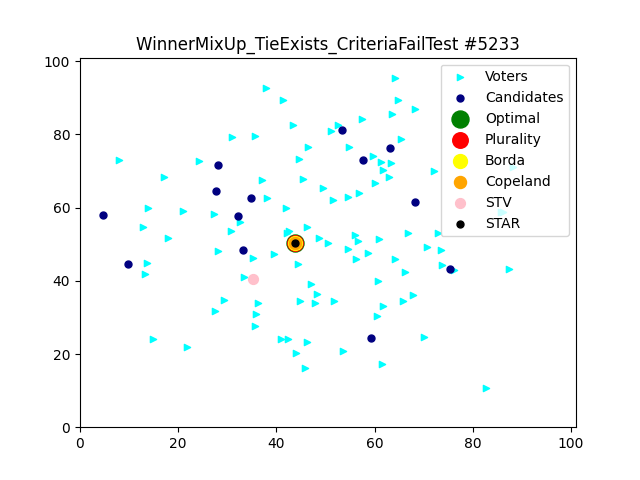 WinnerMixUp_TieExists_CriteriaFailTest #5233
100
80
60
40
20
0
0 20 40 60 80 100
Voters
Candidates
Optimal
Plurality
Borda
Copeland
STV
STAR